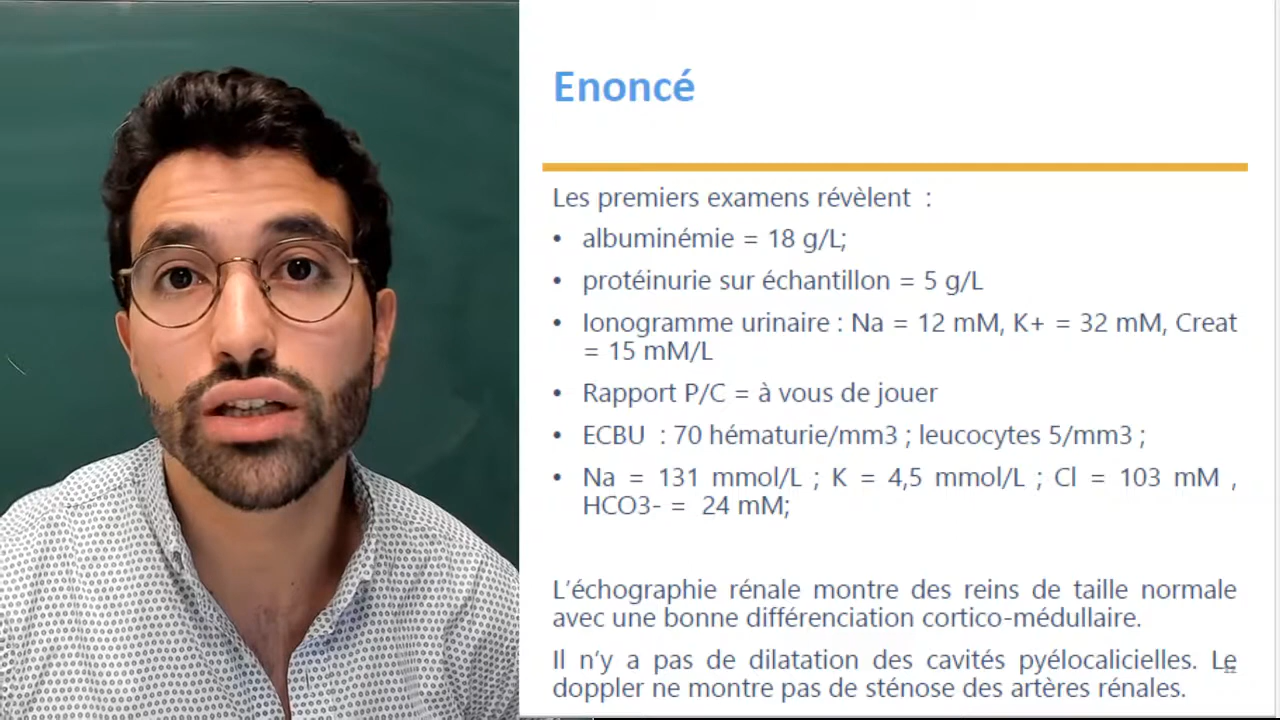 Enoncé
Les premiers examens révèlent :
• albuminémie = 18 g/L;
• protéinurie sur échantillon = 5 g/L
• Ionogramme urinaire : Na = 12 mM, K+ = 32 mM, Creat
= 15 mM/L
• Rapport P/C = à vous de jouer
• ECBU : 70 hématurie/mm3 ; leucocytes 5/mm3 ;
• Na = 131 mmol/L ; K = 4,5 mmol/L ; Cl = 103 mM ,
HCO3- = 24 mM;
L’échographie rénale montre des reins de taille normale
avec une bonne différenciation cortico-médullaire.
Il n’y a pas de dilatation des cavités pyélocalicielles. Le
doppler ne montre pas de sténose des artères rénales.